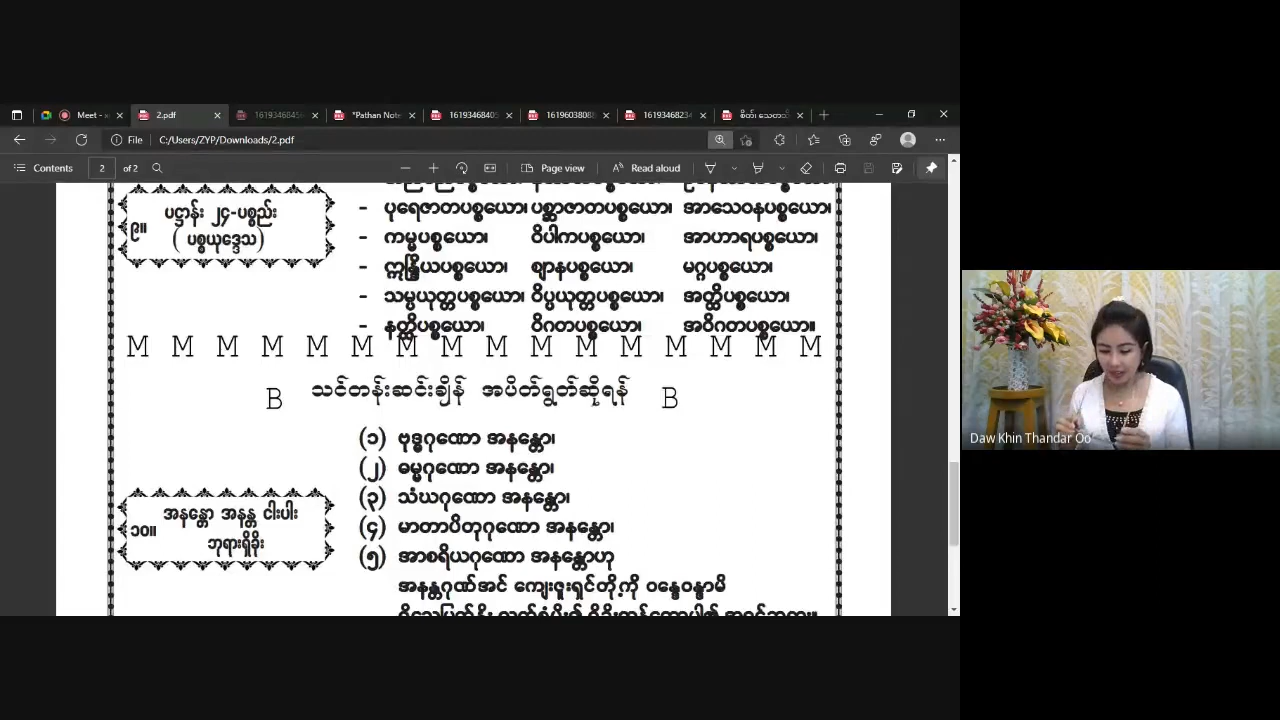 Meet - x
2.pdf
1619346845
*Pathan Note
1619346840
1619603808
1619346823
စိတ်၊ စေတသိ
File C:/Users/ZYP/Downloads/2.pdf
Contents 2 of 2 Page view Read aloud
၉။ ပဋ္ဌာန်း ၂၄-ပစ္စည်း
( ပစ္စယုဒ္ဒေသ)
- ပုရေဇာတပစ္စယော၊ ပစ္ဆာဇာတပစ္စယော၊ အာသေဝနပစ္စယော၊
- ကမ္မပစ္စယော၊ ဝိပါကပစ္စယော၊ အာဟာရပစ္စယော၊
- ဣန္ဒြိယပစ္စယော၊ ဈာနပစ္စယော၊ မဂ္ဂပစ္စယော၊
- သမ္ပယုတ္တပစ္စယော၊ ဝိပ္ပယုတ္တပစ္စယော၊ အတ္ထိပစ္စယော၊
- နတ္ထိပစ္စယော၊ ဝိဂတပစ္စယော၊ အဝိဂတပစ္စယော။
M M M M M M M M M M M M M M M M
B သင်တန်းဆင်းချိန် အပိတ်ရွတ်ဆိုရန် B
(၁) ဗုဒ္ဓဂုဏော အနန္တော၊
(၂) ဓမ္မဂုဏော အနန္တော၊
(၃) သံဃဂုဏော အနန္တော၊
၁၀။ အနန္တော အနန္တ ငါးပါး
ဘုရားရှိခိုး
(၄) မာတာပိတုဂုဏော အနန္တော၊
(၅) အာစရိယဂုဏော အနန္တောဟု
အနန္တဂုဏ်အင် ကျေးဇူးရှင်တို့ကို ဝန္ဒေဝန္ဒာမိ
Daw Khin Thandar Oo